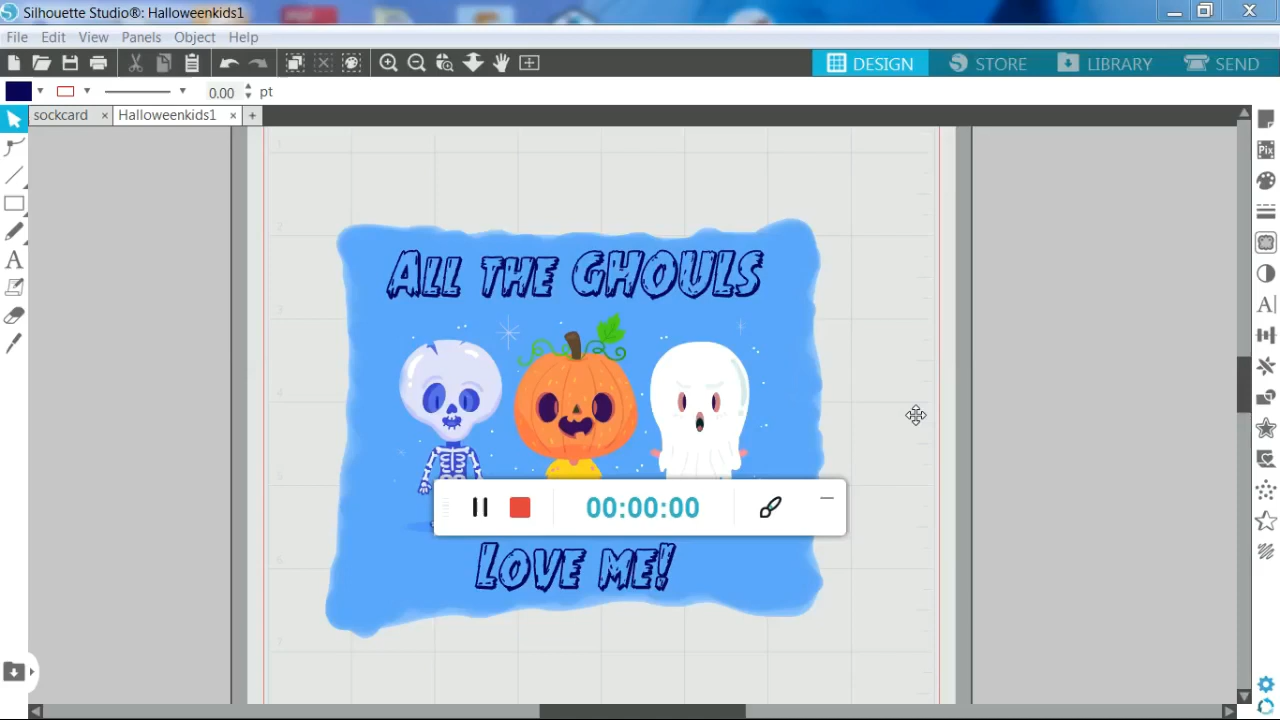 Silhouette Studio®: Halloweenkids1
File Edit View Panels Object Help
DESIGN STORE LIBRARY SEND
0.00 pt
sockcard × Halloweenkids1 × +
ALL THE GHOULS
00:00:00
LOVE ME!
Pix
A
A